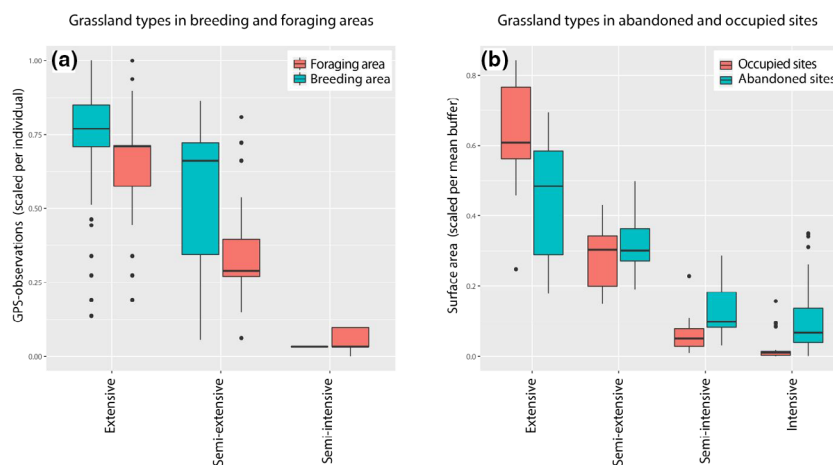 Grassland types in breeding and foraging areas
(a)
Foraging area
Breeding area
GPS-observations (scaled per individual)
1.00
0.75
0.50
0.25
0.00
Extensive
Semi-extensive
Semi-intensive
Grassland types in abandoned and occupied sites
(b)
Occupied sites
Abandoned sites
Surface area (scaled per mean buffer)
0.8
0.6
0.4
0.2
0.0
Extensive
Semi-extensive
Semi-intensive
Intensive